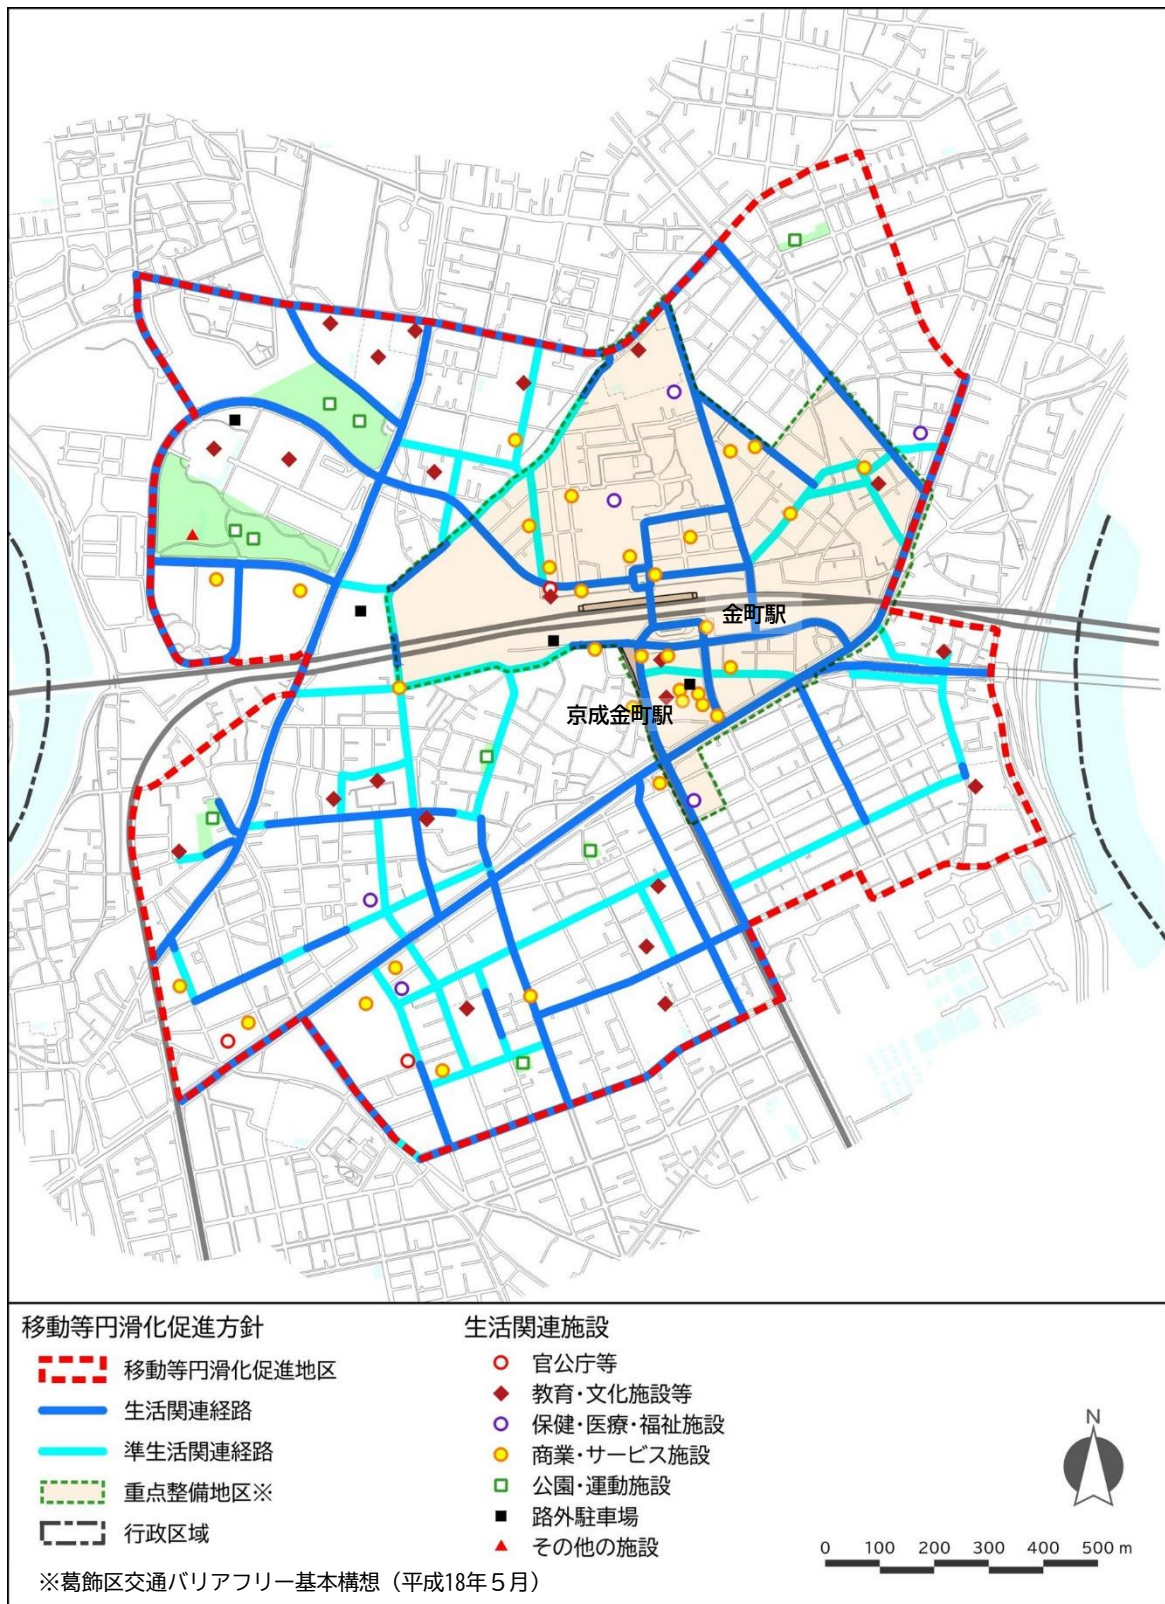 金町駅
京成金町駅
移動等円滑化促進方針
移動等円滑化促進地区
生活関連経路
準生活関連経路
重点整備地区※
行政区域
※葛飾区交通バリアフリー基本構想（平成18年５月）
生活関連施設
官公庁等
教育・文化施設等
保健・医療・福祉施設
商業・サービス施設
公園・運動施設
路外駐車場
その他の施設
N
0 100 200 300 400 500 m